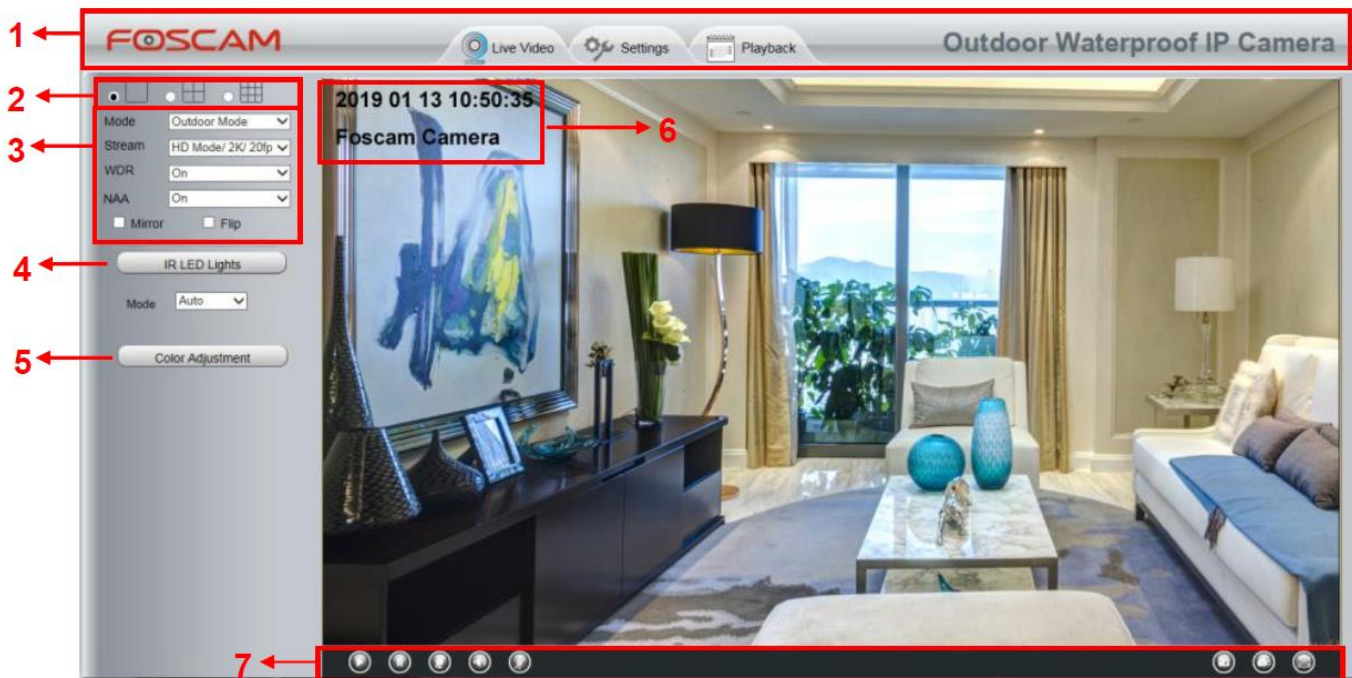 1
FOSCAM
Live Video
Settings
Playback
Outdoor Waterproof IP Camera
2
3
Mode
Outdoor Mode
Stream
HD Mode/ 2K/ 20fp
WDR
On
NAA
On
Mirror
Flip
4
IR LED Lights
Mode
Auto
5
Color Adjustment
2019 01 13 10:50:35
Foscam Camera
6
7